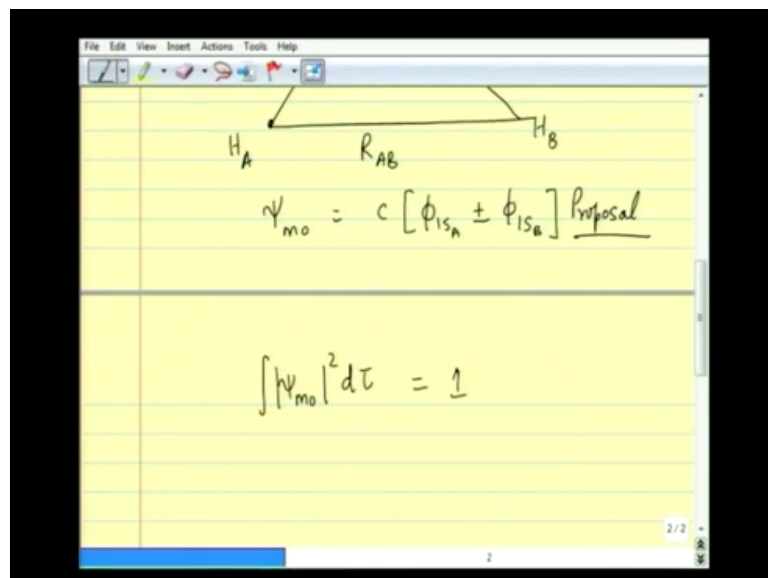 File Edit View Insert Actions Tools Help
H_A R_AB H_B
Ψ_mo = c [ϕ_1S_A ± ϕ_1S_B] Proposal
∫|Ψ_mo|² dτ = 1
2/2
2